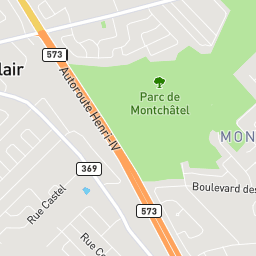 573
lair
Autoroute Henri-IV
Parc de
Montchâtel
MON
369
Boulevard des
Rue Castel
573
Rue